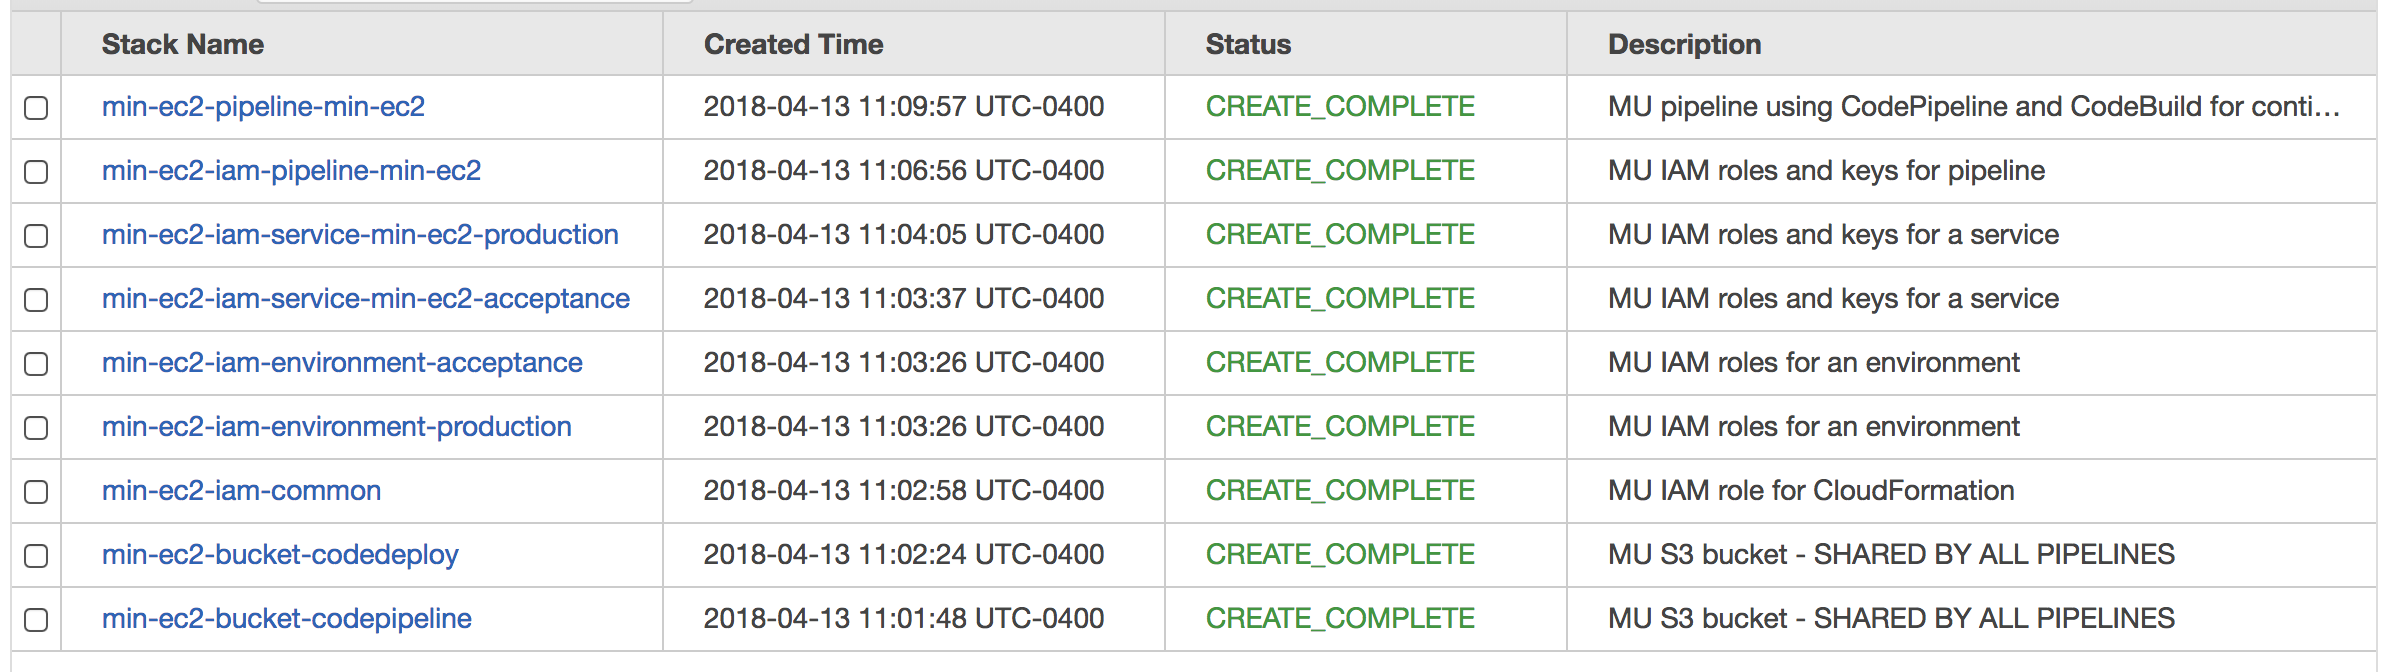 Stack Name Created Time Status Description
min-ec2-pipeline-min-ec2 2018-04-13 11:09:57 UTC-0400 CREATE_COMPLETE MU pipeline using CodePipeline and CodeBuild for conti…
min-ec2-iam-pipeline-min-ec2 2018-04-13 11:06:56 UTC-0400 CREATE_COMPLETE MU IAM roles and keys for pipeline
min-ec2-iam-service-min-ec2-production 2018-04-13 11:04:05 UTC-0400 CREATE_COMPLETE MU IAM roles and keys for a service
min-ec2-iam-service-min-ec2-acceptance 2018-04-13 11:03:37 UTC-0400 CREATE_COMPLETE MU IAM roles and keys for a service
min-ec2-iam-environment-acceptance 2018-04-13 11:03:26 UTC-0400 CREATE_COMPLETE MU IAM roles for an environment
min-ec2-iam-environment-production 2018-04-13 11:03:26 UTC-0400 CREATE_COMPLETE MU IAM roles for an environment
min-ec2-iam-common 2018-04-13 11:02:58 UTC-0400 CREATE_COMPLETE MU IAM role for CloudFormation
min-ec2-bucket-codedeploy 2018-04-13 11:02:24 UTC-0400 CREATE_COMPLETE MU S3 bucket - SHARED BY ALL PIPELINES
min-ec2-bucket-codepipeline 2018-04-13 11:01:48 UTC-0400 CREATE_COMPLETE MU S3 bucket - SHARED BY ALL PIPELINES